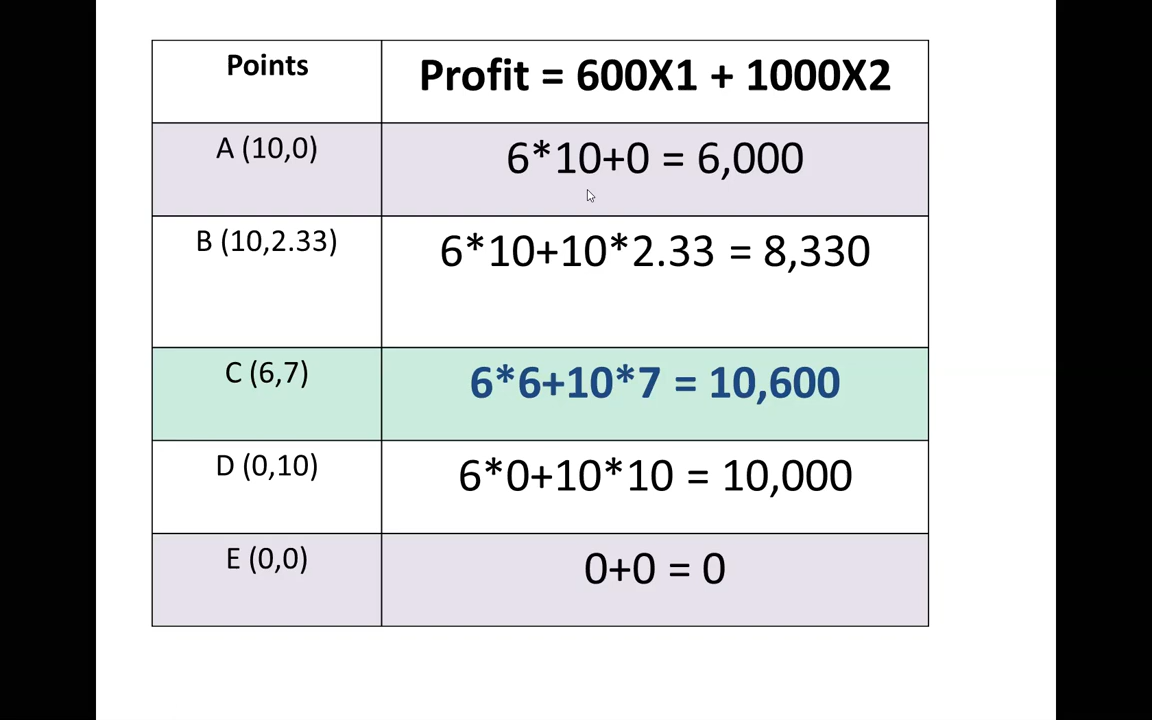 Points
Profit = 600X1 + 1000X2
A (10,0)
6*10+0 = 6,000
B (10,2.33)
6*10+10*2.33 = 8,330
C (6,7)
6*6+10*7 = 10,600
D (0,10)
6*0+10*10 = 10,000
E (0,0)
0+0 = 0